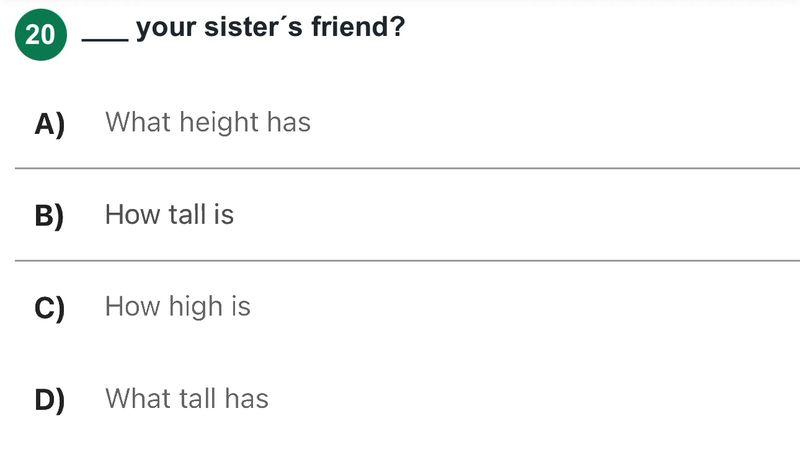 20 ___ your sister´s friend?
A) What height has
B) How tall is
C) How high is
D) What tall has